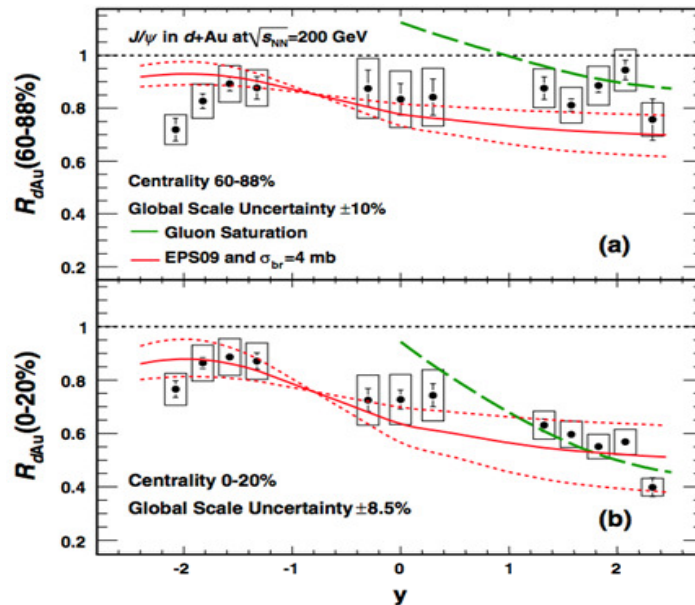 J/ψ in d+Au at √sNN=200 GeV
RdAu(60-88%)
1
0.8
0.6
0.4
0.2
Centrality 60-88%
Global Scale Uncertainty ±10%
Gluon Saturation
EPS09 and σbr=4 mb
(a)
RdAu(0-20%)
1
0.8
0.6
0.4
0.2
Centrality 0-20%
Global Scale Uncertainty ±8.5%
(b)
-2 -1 0 1 2
y